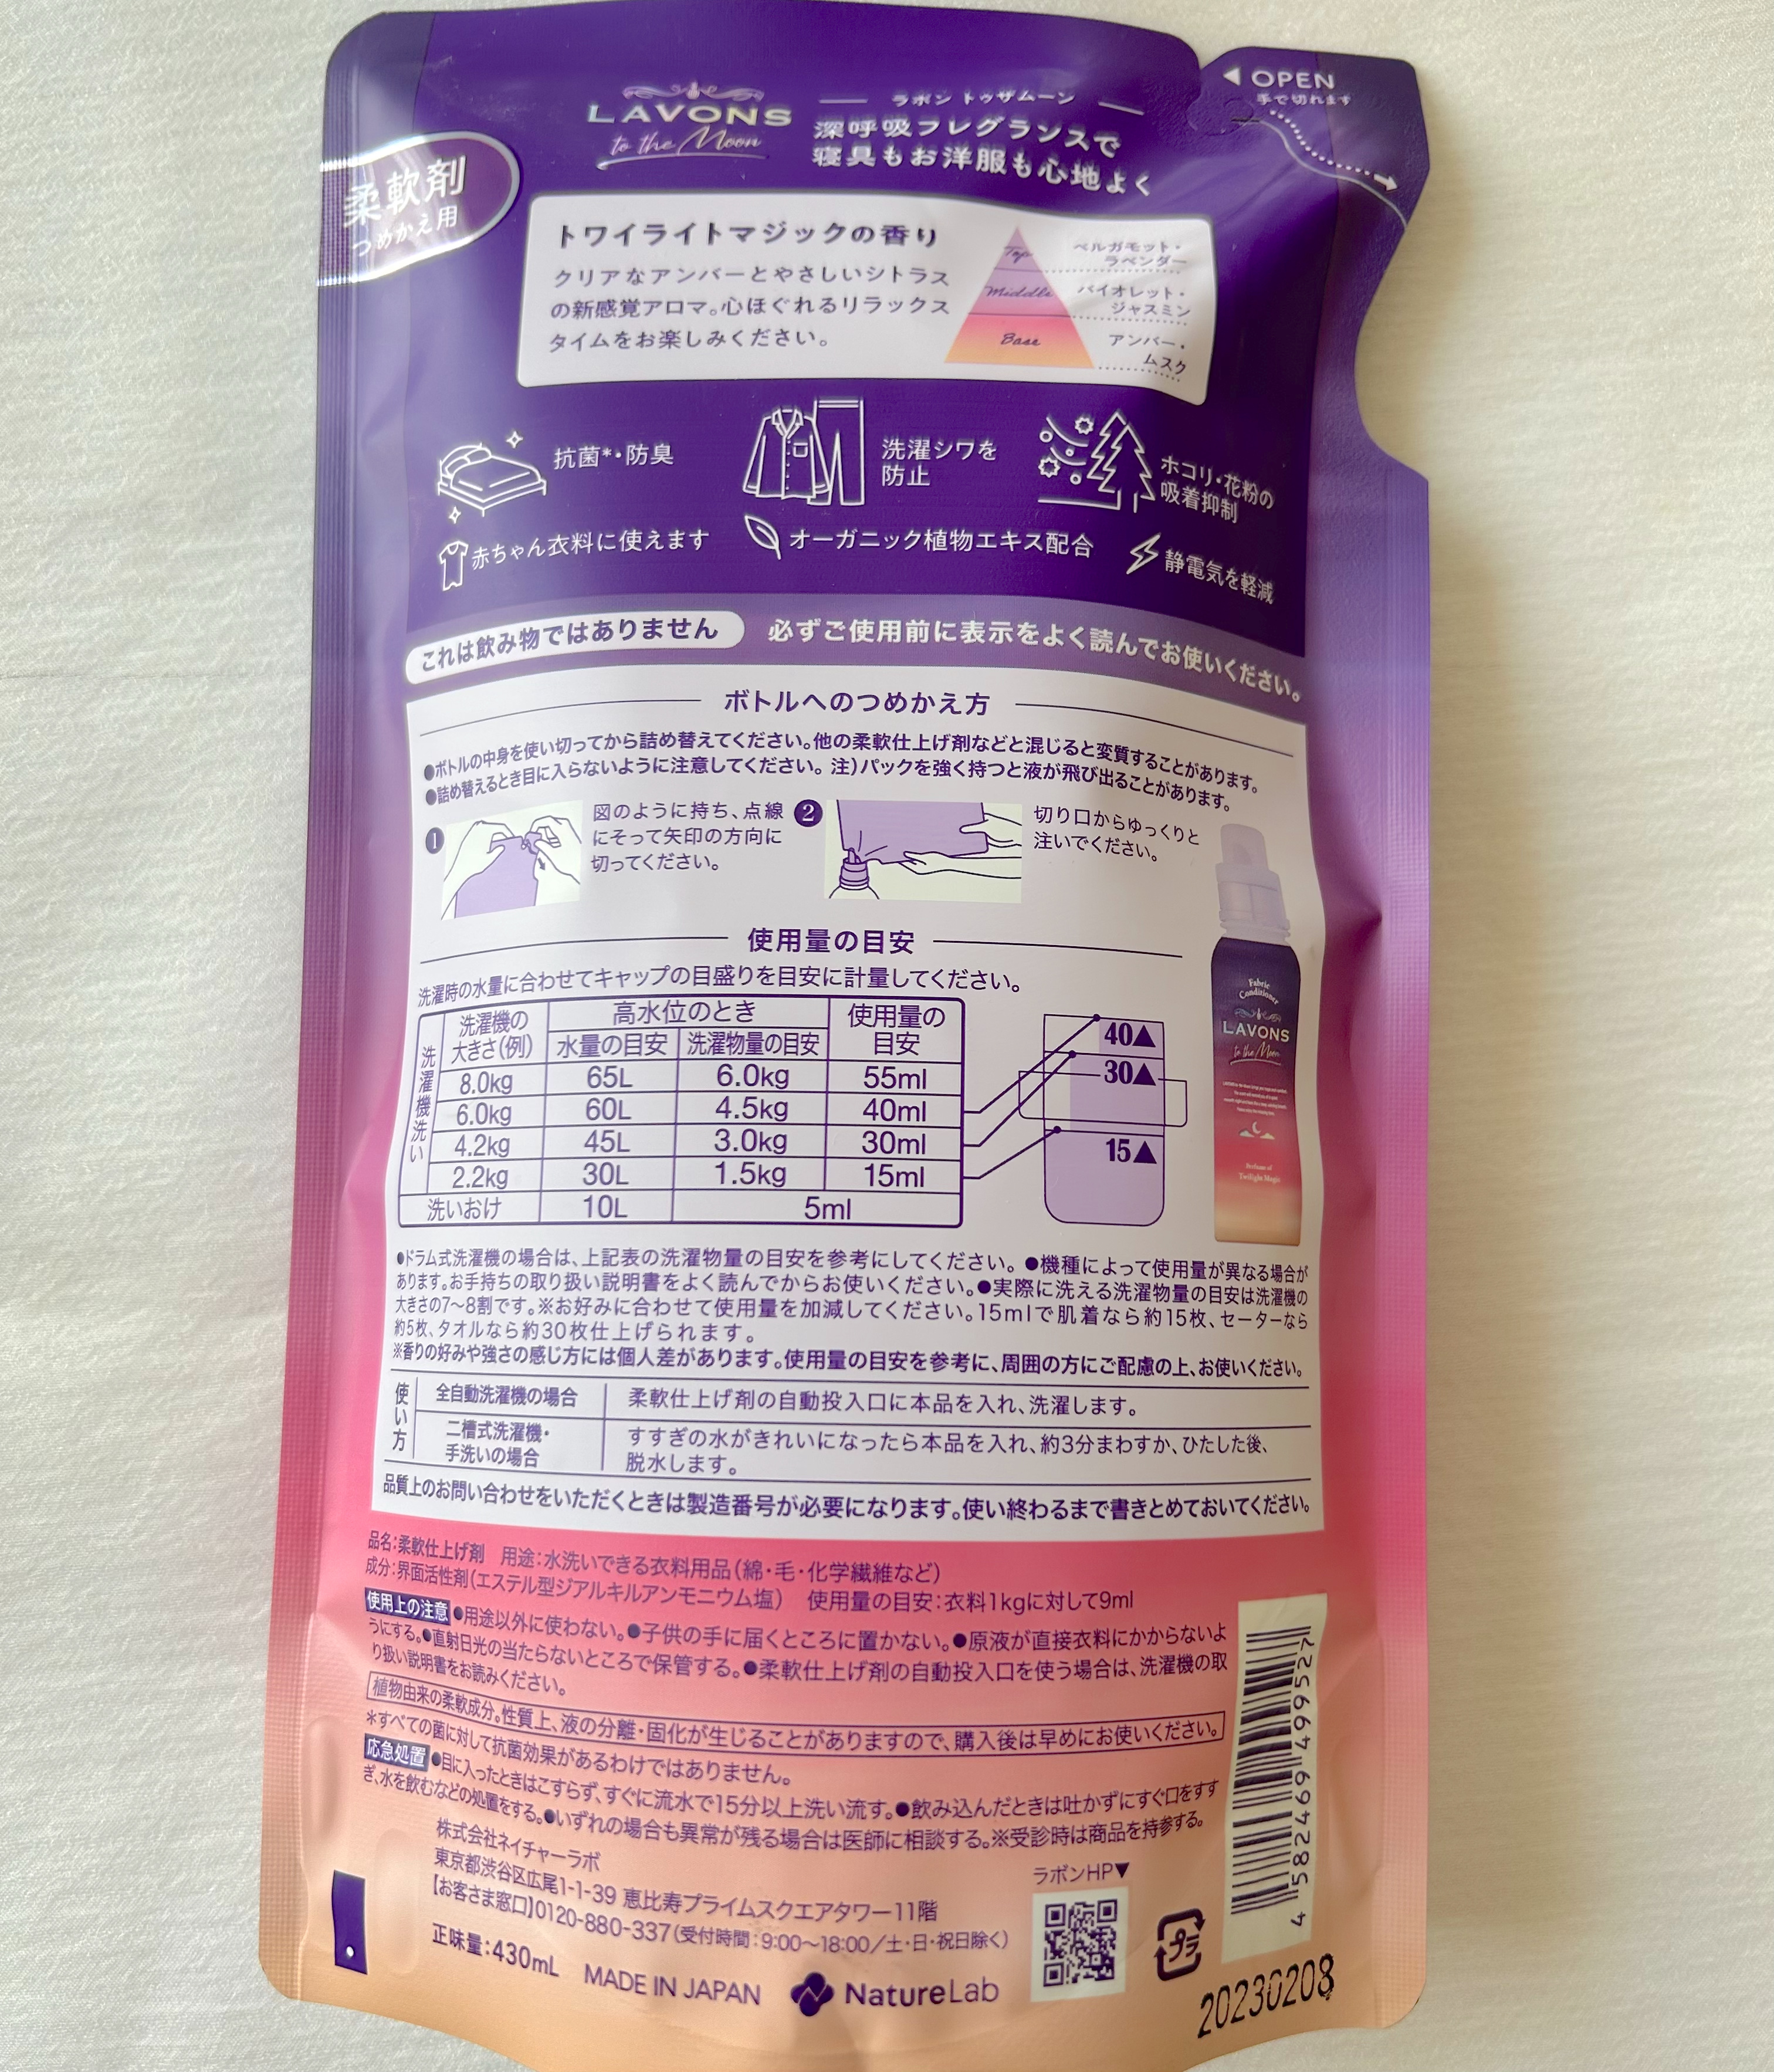 LAVONS
to the Moon
ラボン トゥザムーン
深呼吸フレグランスで
寝具もお洋服も心地よく
◀ OPEN
手で切れます
柔軟剤
つめかえ用
トワイライトマジックの香り
クリアなアンバーとやさしいシトラス
の新感覚アロマ。心ほぐれるリラックス
タイムをお楽しみください。
Top
ベルガモット・
ラベンダー
Middle
バイオレット・
ジャスミン
Base
アンバー・
ムスク
抗菌*・防臭
洗濯シワを
防止
ホコリ・花粉の
吸着抑制
赤ちゃん衣料に使えます
オーガニック植物エキス配合
静電気を軽減
これは飲み物ではありません 必ずご使用前に表示をよく読んでお使いください。
ボトルへのつめかえ方
●ボトルの中身を使い切ってから詰め替えてください。他の柔軟仕上げ剤などと混じると変質することがあります。
●詰め替えるとき目に入らないように注意してください。注)パックを強く持つと液が飛び出ることがあります。
1
図のように持ち、点線
にそって矢印の方向に
切ってください。
2
切り口からゆっくりと
注いでください。
使用量の目安
洗濯時の水量に合わせてキャップの目盛りを目安に計量してください。
洗濯機洗い
洗濯機の大きさ(例) 高水位のとき 使用量の目安
水量の目安 洗濯物量の目安
8.0kg 65L 6.0kg 55ml
6.0kg 60L 4.5kg 40ml
4.2kg 45L 3.0kg 30ml
2.2kg 30L 1.5kg 15ml
洗いおけ 10L 5ml
40▲
30▲
15▲
Fabric
Conditioner
LAVONS
to the Moon
Perfume of
Twilight Magic
●ドラム式洗濯機の場合は、上記表の洗濯物量の目安を参考にしてください。●機種によって使用量が異なる場合が
あります。お手持ちの取り扱い説明書をよく読んでからお使いください。●実際に洗える洗濯物量の目安は洗濯機の
大きさの7〜8割です。※お好みに合わせて使用量を加減してください。15mlで肌着なら約15枚、セーターなら
約5枚、タオルなら約30枚仕上げられます。
※香りの好みや強さの感じ方には個人差があります。使用量の目安を参考に、周囲の方にご配慮の上、お使いください。
使い方
全自動洗濯機の場合 柔軟仕上げ剤の自動投入口に本品を入れ、洗濯します。
二槽式洗濯機・ すすぎの水がきれいになったら本品を入れ、約3分まわすか、ひたした後、
手洗いの場合 脱水します。
品質上のお問い合わせをいただくときは製造番号が必要になります。使い終わるまで書きとめておいてください。
品名:柔軟仕上げ剤 用途:水洗いできる衣料用品(綿・毛・化学繊維など)
成分:界面活性剤(エステル型ジアルキルアンモニウム塩) 使用量の目安:衣料1kgに対して9ml
使用上の注意 ●用途以外に使わない。●子供の手に届くところに置かない。●原液が直接衣料にかからないよ
うにする。●直射日光の当たらないところで保管する。●柔軟仕上げ剤の自動投入口を使う場合は、洗濯機の取
り扱い説明書をお読みください。
植物由来の柔軟成分。性質上、液の分離・固化が生じることがありますので、購入後は早めにお使いください。
*すべての菌に対して抗菌効果があるわけではありません。
応急処置 ●目に入ったときはこすらず、すぐに流水で15分以上洗い流す。●飲み込んだときは吐かずにすぐ口をすす
ぎ、水を飲むなどの処置をする。●いずれの場合も異常が残る場合は医師に相談する。※受診時は商品を持参する。
株式会社ネイチャーラボ
東京都渋谷区広尾1-1-39 恵比寿プライムスクエアタワー11階
【お客さま窓口】0120-880-337(受付時間:9:00〜18:00/土・日・祝日除く)
正味量:430mL MADE IN JAPAN NatureLab
ラボンHP▼
プラ
4 582469 499527
20230208